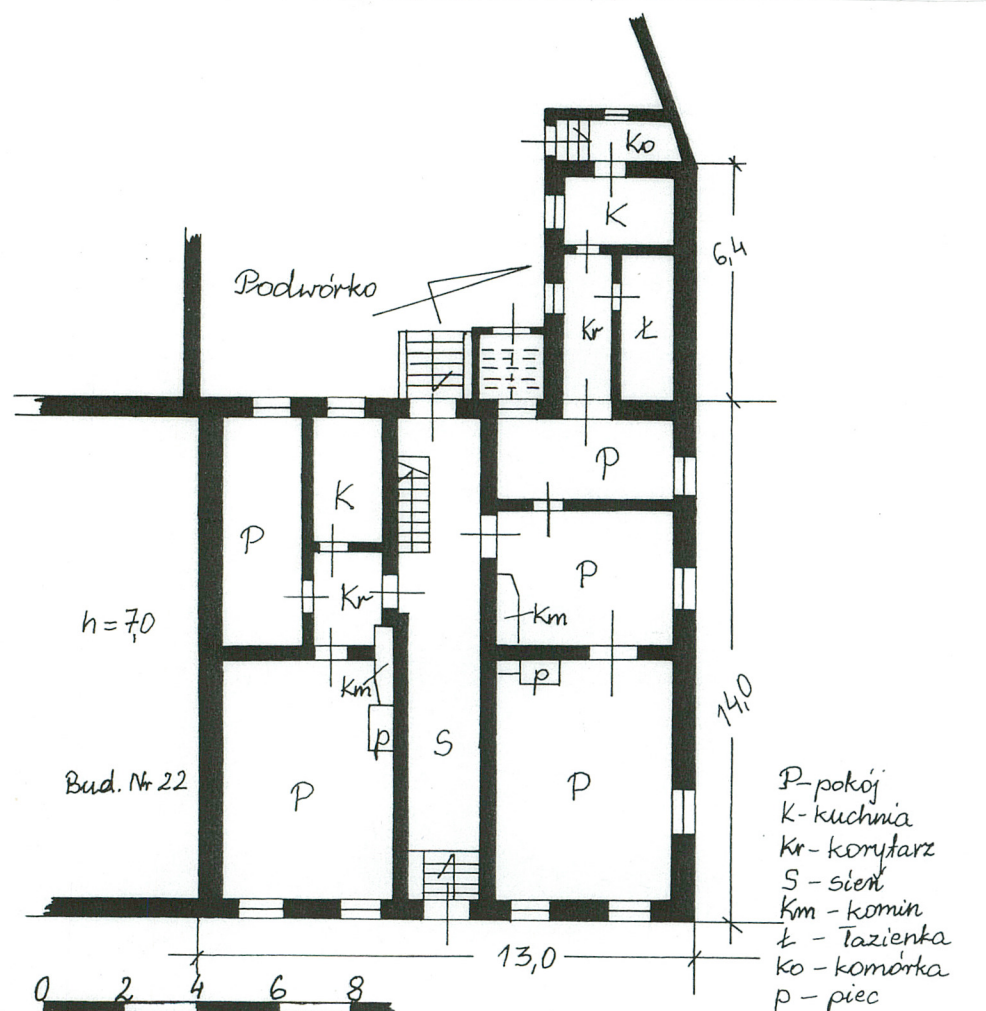 Ko
K
6,4
Podwórko
Kr
Ł
P
K
P
P
Kr
Km
h = 7,0
Km
p
p
S
14,0
Bud. Nr 22
P
P
P – pokój
K – kuchnia
Kr – korytarz
S – sień
Km – komin
Ł – łazienka
Ko – komórka
p – piec
13,0
0 2 4 6 8